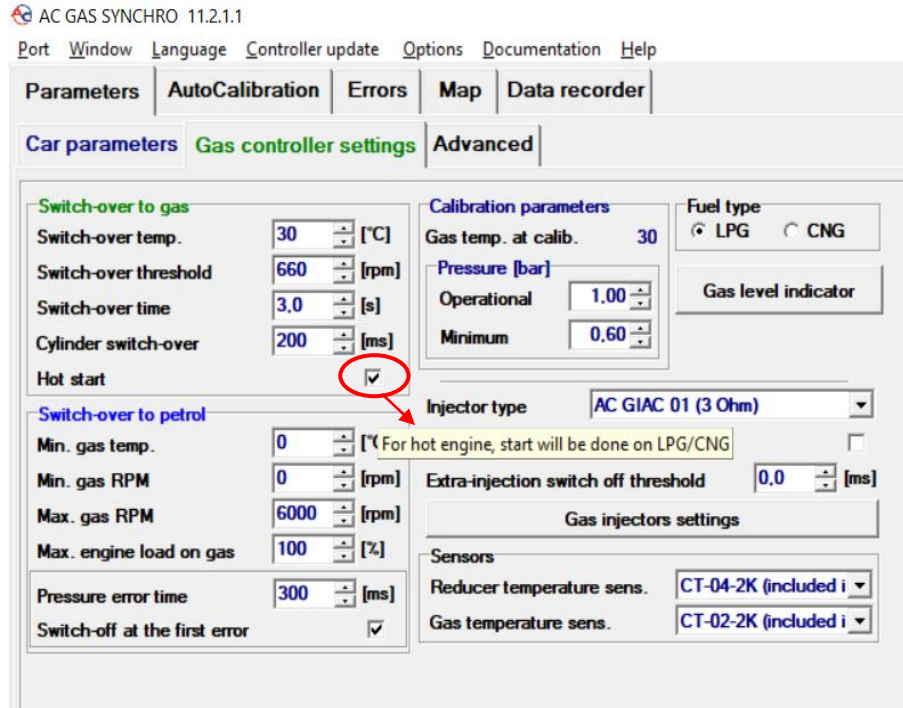 AC GAS SYNCHRO 11.2.1.1
Port Window Language Controller update Options Documentation Help
Parameters AutoCalibration Errors Map Data recorder
Car parameters Gas controller settings Advanced
Switch-over to gas
Switch-over temp. 30 [°C]
Switch-over threshold 660 [rpm]
Switch-over time 3,0 [s]
Cylinder switch-over 200 [ms]
Hot start
Switch-over to petrol
Min. gas temp. 0 [°C
Min. gas RPM 0 [rpm]
Max. gas RPM 6000 [rpm]
Max. engine load on gas 100 [%]
Pressure error time 300 [ms]
Switch-off at the first error
Calibration parameters
Gas temp. at calib. 30
Pressure [bar]
Operational 1,00
Minimum 0,60
Fuel type
LPG CNG
Gas level indicator
Injector type AC GIAC 01 (3 Ohm)
For hot engine, start will be done on LPG/CNG
Extra-injection switch off threshold 0,0 [ms]
Gas injectors settings
Sensors
Reducer temperature sens. CT-04-2K (included i
Gas temperature sens. CT-02-2K (included i